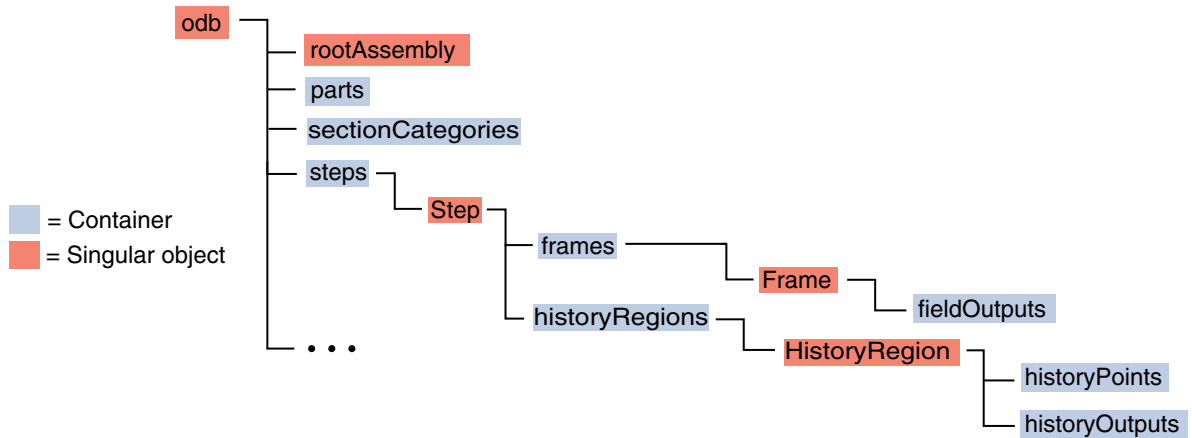 odb
rootAssembly
parts
sectionCategories
steps
Step
frames
Frame
fieldOutputs
historyRegions
HistoryRegion
historyPoints
historyOutputs
• • •
= Container
= Singular object